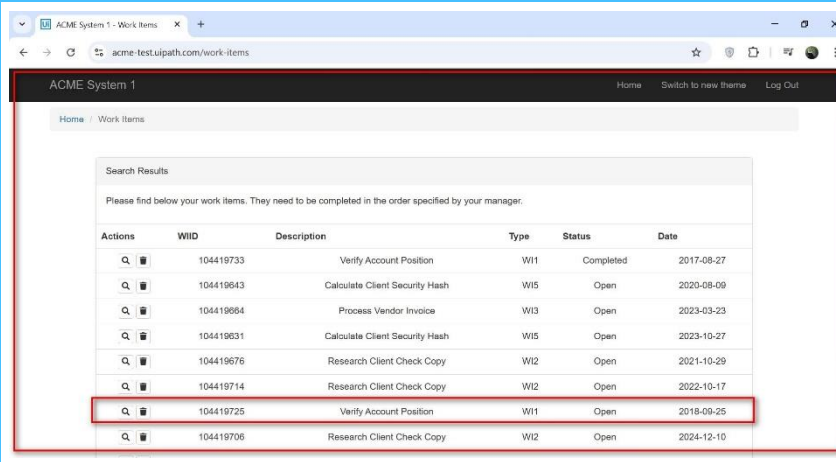 ACME System 1 - Work Items
acme-test.uipath.com/work-items
ACME System 1 Home Switch to new theme Log Out
Home / Work Items
Search Results
Please find below your work items. They need to be completed in the order specified by your manager.
Actions WIID Description Type Status Date
104419733 Verify Account Position WI1 Completed 2017-08-27
104419643 Calculate Client Security Hash WI5 Open 2020-08-09
104419664 Process Vendor Invoice WI3 Open 2023-03-23
104419631 Calculate Client Security Hash WI5 Open 2023-10-27
104419676 Research Client Check Copy WI2 Open 2021-10-29
104419714 Research Client Check Copy WI2 Open 2022-10-17
104419725 Verify Account Position WI1 Open 2018-09-25
104419706 Research Client Check Copy WI2 Open 2024-12-10